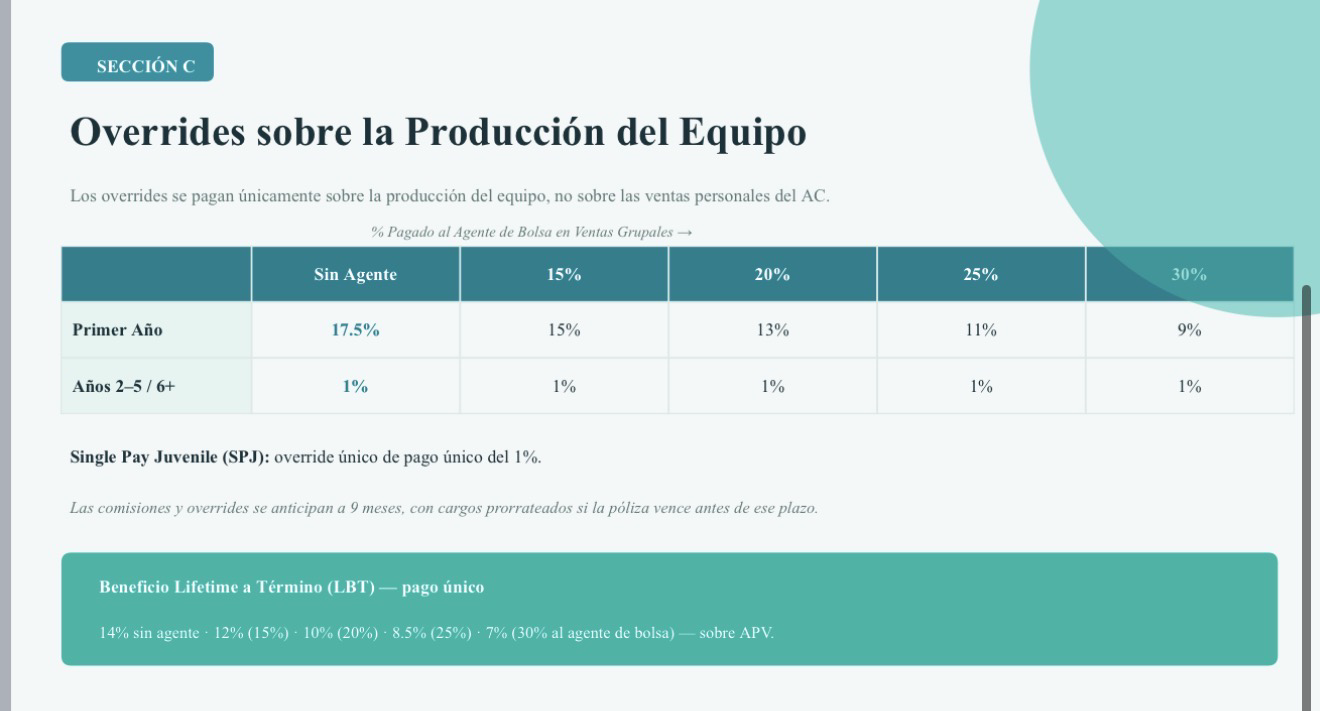 SECCIÓN C
Overrides sobre la Producción del Equipo
Los overrides se pagan únicamente sobre la producción del equipo, no sobre las ventas personales del AC.
% Pagado al Agente de Bolsa en Ventas Grupales →
Sin Agente 15% 20% 25% 30%
Primer Año 17.5% 15% 13% 11% 9%
Años 2–5 / 6+ 1% 1% 1% 1% 1%
Single Pay Juvenile (SPJ): override único de pago único del 1%.
Las comisiones y overrides se anticipan a 9 meses, con cargos prorrateados si la póliza vence antes de ese plazo.
Beneficio Lifetime a Término (LBT) — pago único
14% sin agente · 12% (15%) · 10% (20%) · 8.5% (25%) · 7% (30% al agente de bolsa) — sobre APV.